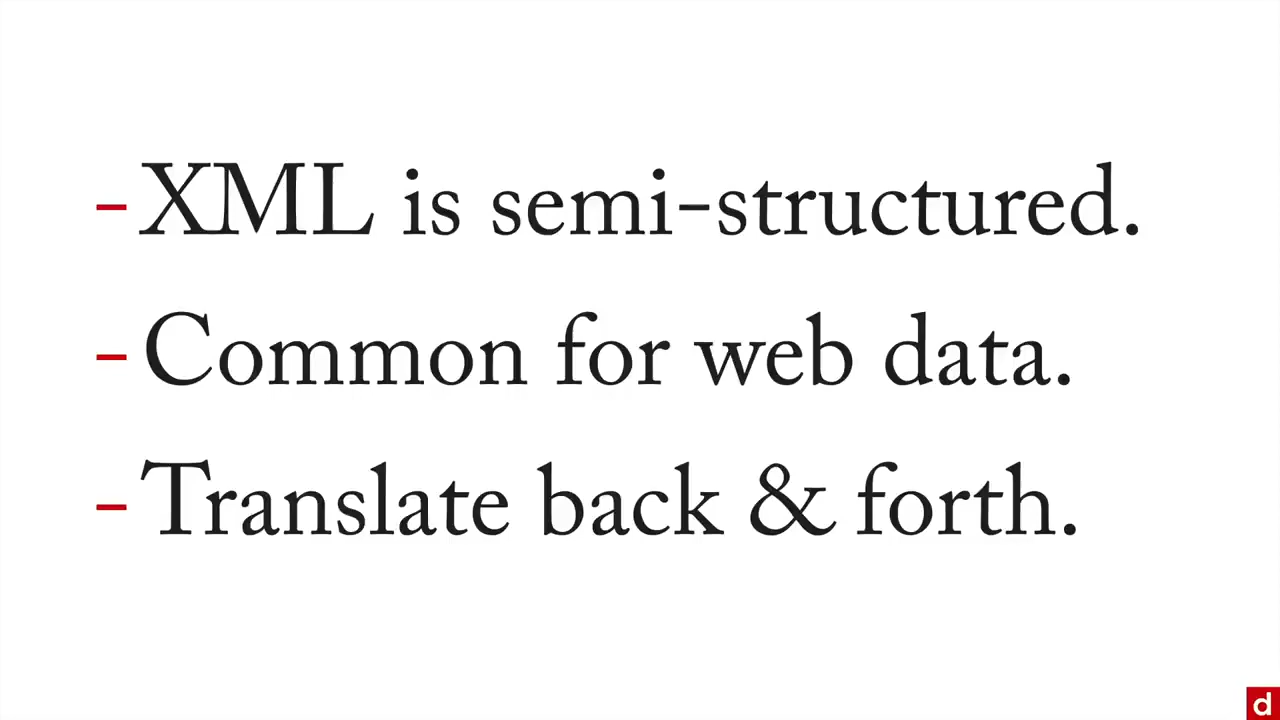 - XML is semi-structured.
- Common for web data.
- Translate back & forth.
d